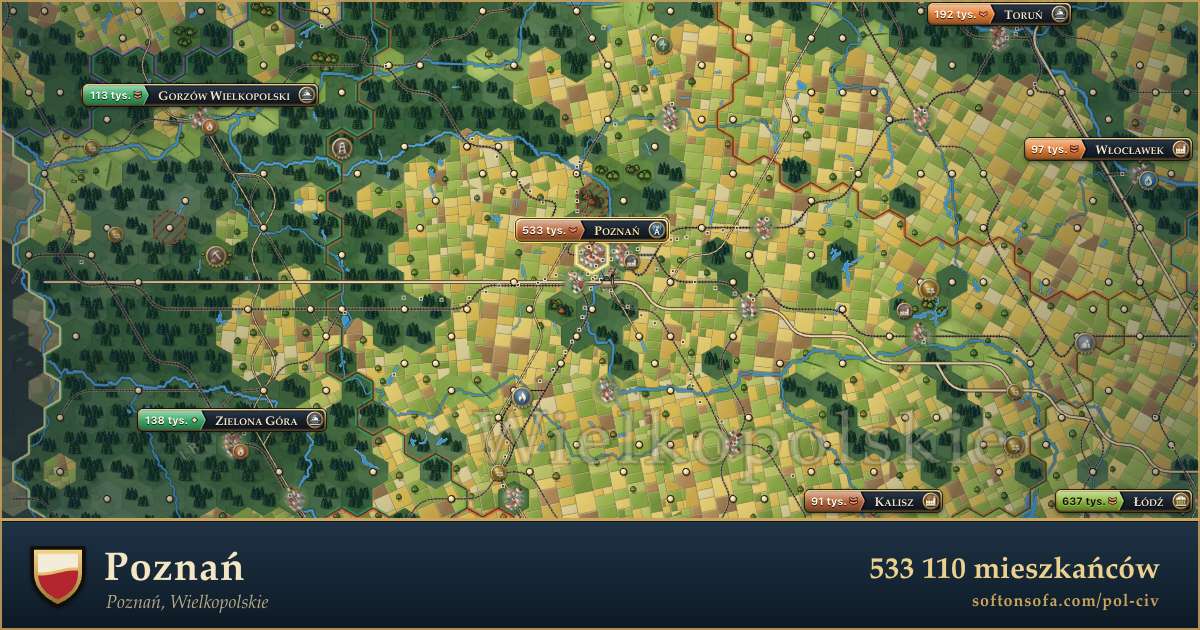 192 tys. TORUŃ
113 tys. GORZÓW WIELKOPOLSKI
97 tys. WŁOCŁAWEK
533 tys. POZNAŃ
138 tys. ZIELONA GÓRA
Wielkopolskie
91 tys. KALISZ
637 tys. ŁÓDŹ
Poznań
Poznań, Wielkopolskie
533 110 mieszkańców
softonsofa.com/pol-civ